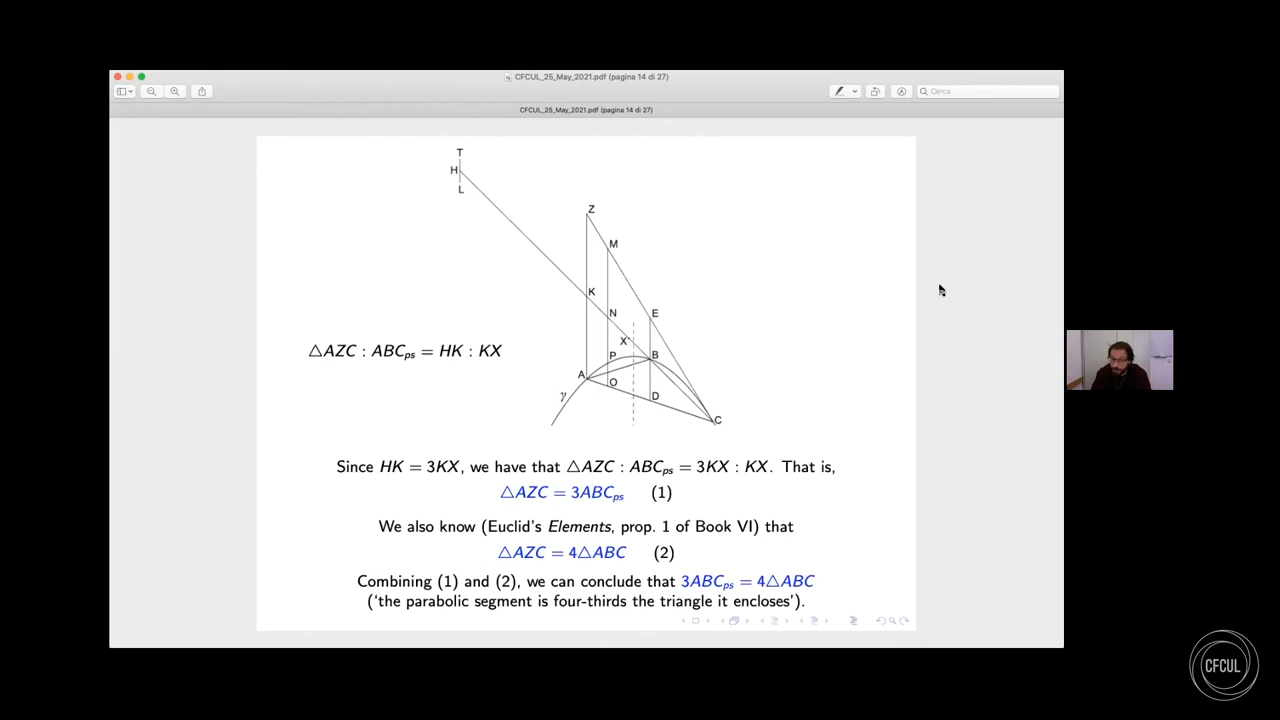 CFCUL_25_May_2021.pdf (pagina 14 di 27)
Cerca
CFCUL_25_May_2021.pdf (pagina 14 di 27)
T
H
L
Z
M
K
N
E
X
P
B
A
O
D
γ
C
△AZC : ABC_ps = HK : KX
Since HK = 3KX, we have that △AZC : ABC_ps = 3KX : KX. That is,
△AZC = 3ABC_ps (1)
We also know (Euclid's Elements, prop. 1 of Book VI) that
△AZC = 4△ABC (2)
Combining (1) and (2), we can conclude that 3ABC_ps = 4△ABC
('the parabolic segment is four-thirds the triangle it encloses').
CFCUL